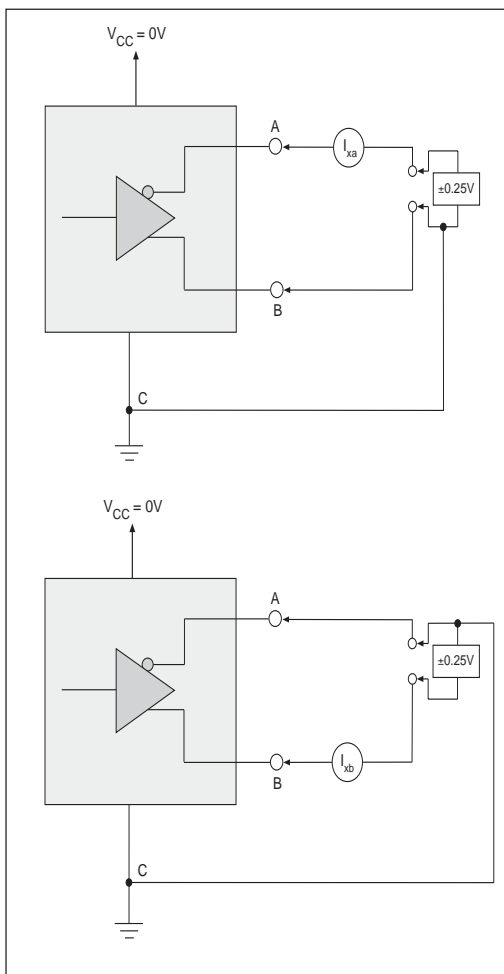 V_CC = 0V
A
I_xa
±0.25V
B
C
V_CC = 0V
A
±0.25V
I_xb
B
C